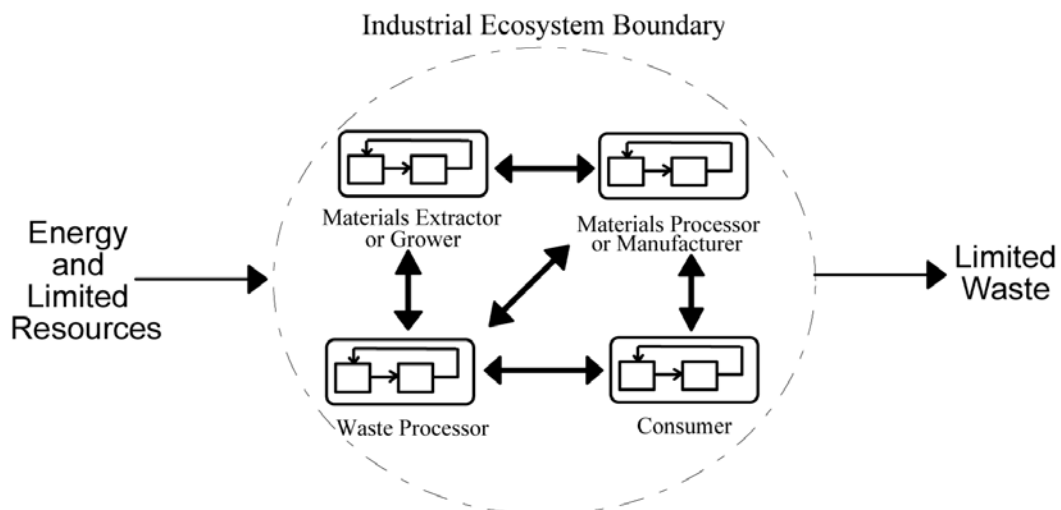 Industrial Ecosystem Boundary
Materials Extractor
or Grower
Materials Processor
or Manufacturer
Energy
and
Limited
Resources
Limited
Waste
Waste Processor
Consumer